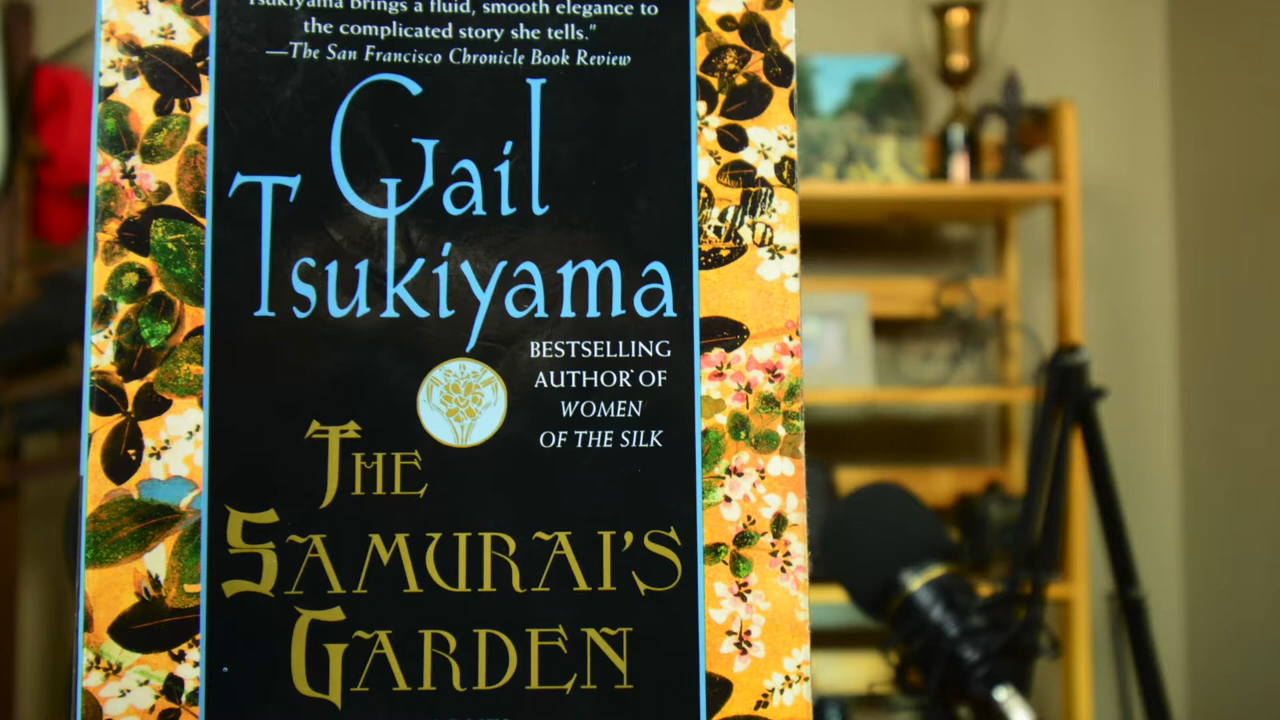 Tsukiyama brings a fluid, smooth elegance to
the complicated story she tells."
—The San Francisco Chronicle Book Review
Gail
Tsukiyama
BESTSELLING
AUTHOR OF
WOMEN
OF THE SILK
THE
SAMURAI'S
GARDEN